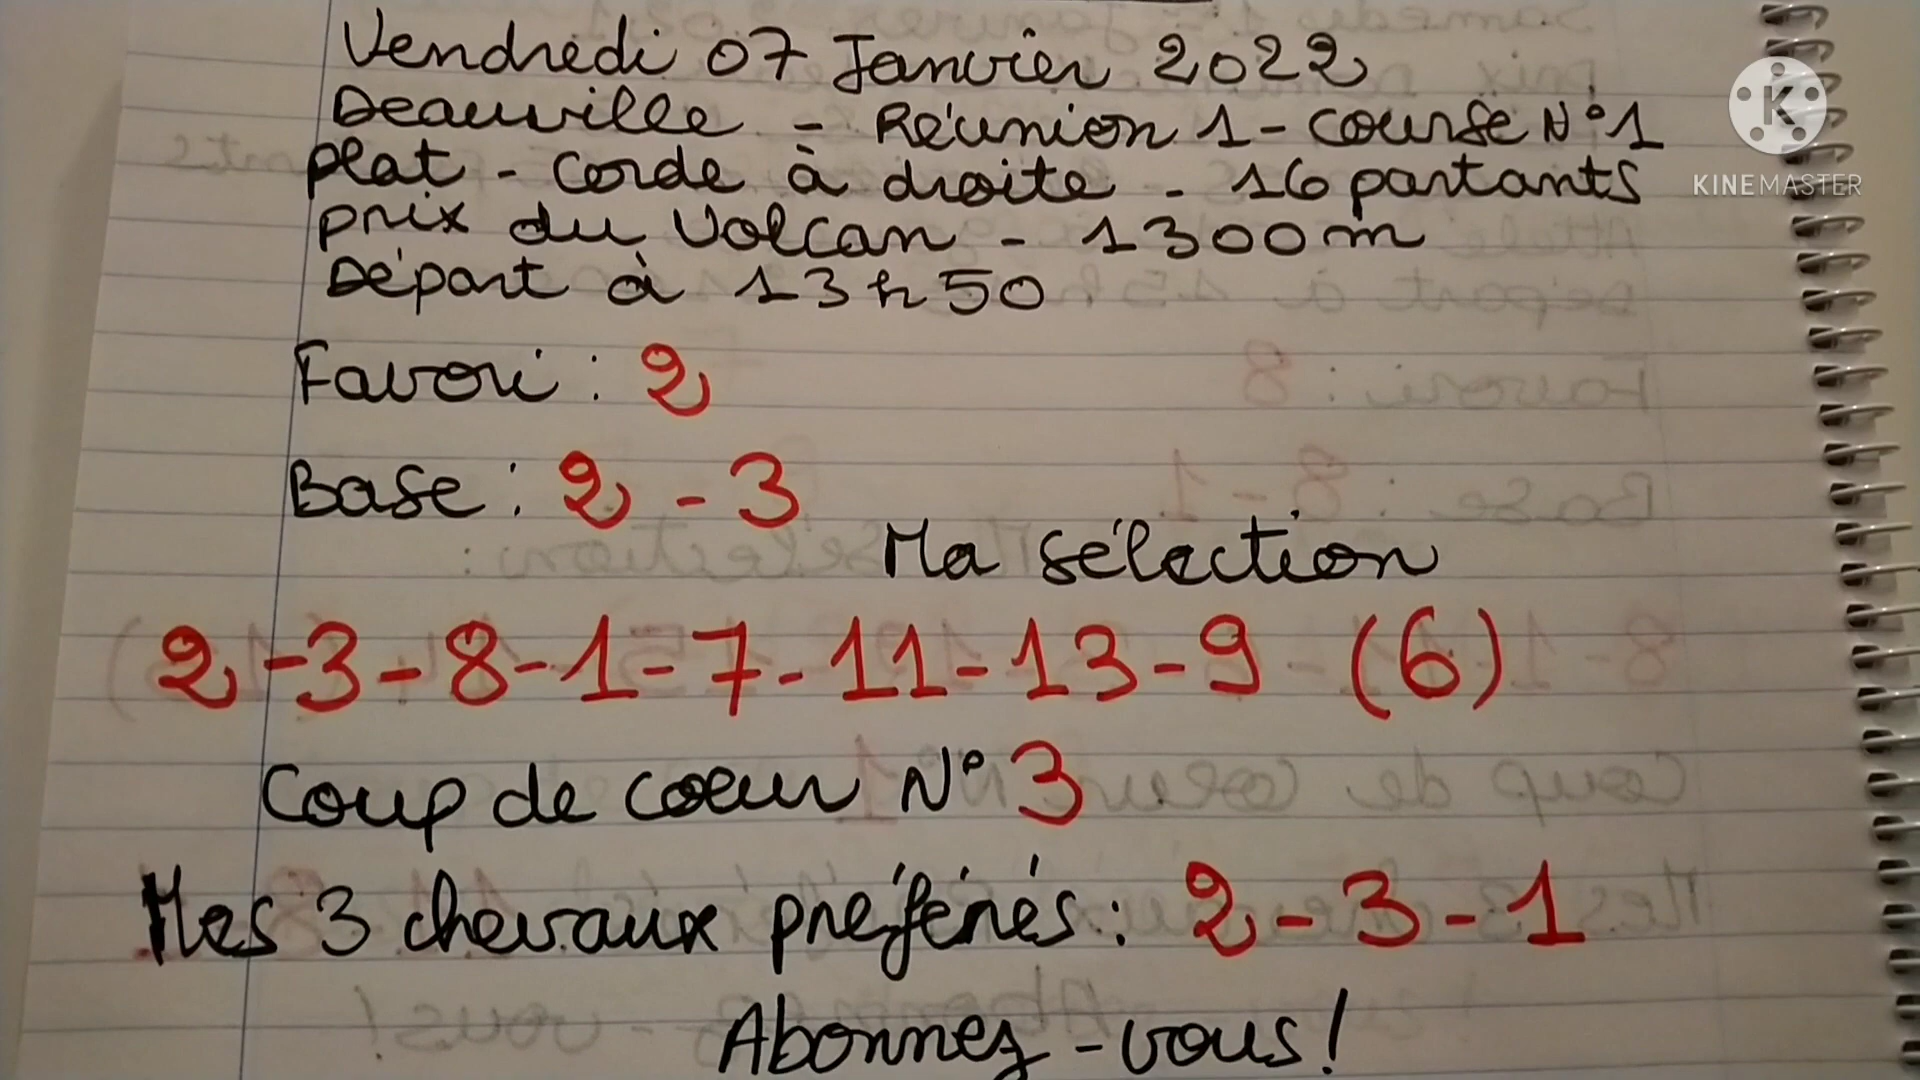 Vendredi 07 Janvier 2022
Deauville - Réunion 1 - course N°1
plat - corde à droite - 16 partants
prix du Volcan - 1300m
Départ à 13h50
Favori : 2
Base : 2 - 3
Ma sélection
2 - 3 - 8 - 1 - 7 - 11 - 13 - 9 (6)
Coup de coeur N° 3
Mes 3 chevaux préférés : 2 - 3 - 1
Abonnez-vous !
K
KINEMASTER